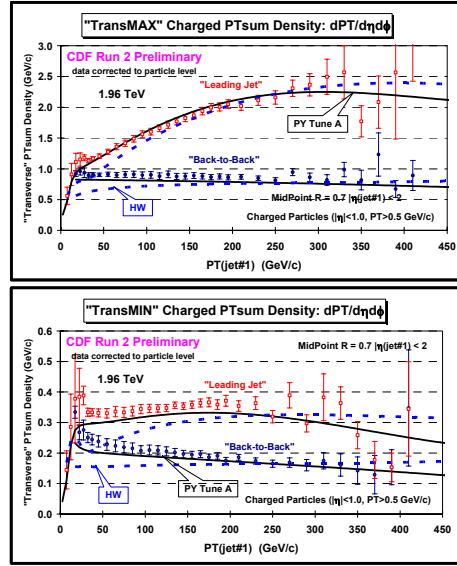 "TransMAX" Charged PTsum Density: dPT/dηdφ
CDF Run 2 Preliminary
data corrected to particle level
1.96 TeV
"Leading Jet"
PY Tune A
"Back-to-Back"
HW
MidPoint R = 0.7 |η(jet#1) < 2
Charged Particles (|η|<1.0, PT>0.5 GeV/c)
"Transverse" PTsum Density (GeV/c)
3.0
2.5
2.0
1.5
1.0
0.5
0.0
0 50 100 150 200 250 300 350 400 450
PT(jet#1) (GeV/c)
"TransMIN" Charged PTsum Density: dPT/dηdφ
CDF Run 2 Preliminary
data corrected to particle level
MidPoint R = 0.7 |η(jet#1) < 2
1.96 TeV
"Leading Jet"
"Back-to-Back"
HW
PY Tune A
Charged Particles (|η|<1.0, PT>0.5 GeV/c)
"Transverse" PTsum Density (GeV/c)
0.6
0.5
0.4
0.3
0.2
0.1
0.0
0 50 100 150 200 250 300 350 400 450
PT(jet#1) (GeV/c)